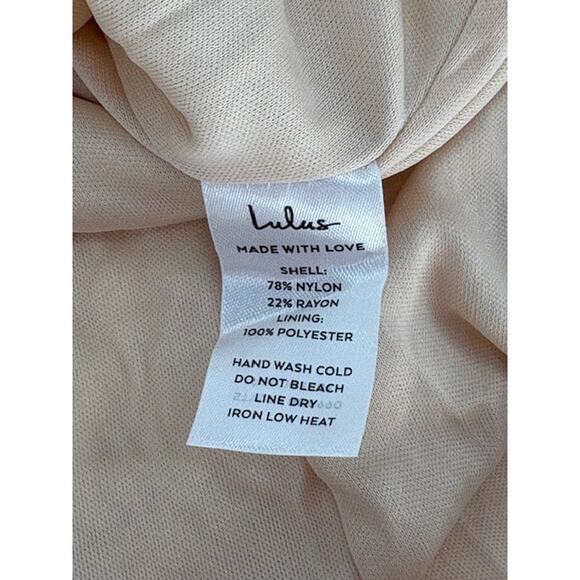 Lulus
MADE WITH LOVE
SHELL:
78% NYLON
22% RAYON
LINING:
100% POLYESTER
HAND WASH COLD
DO NOT BLEACH
LINE DRY
IRON LOW HEAT